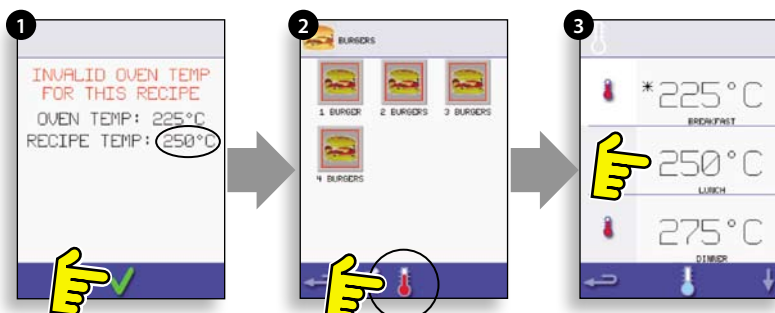 1
INVALID OVEN TEMP
FOR THIS RECIPE
OVEN TEMP: 225°C
RECIPE TEMP: 250°C
2
BURGERS
1 BURGER 2 BURGERS 3 BURGERS
4 BURGERS
3
*225°C
BREAKFAST
250°C
LUNCH
275°C
DINNER